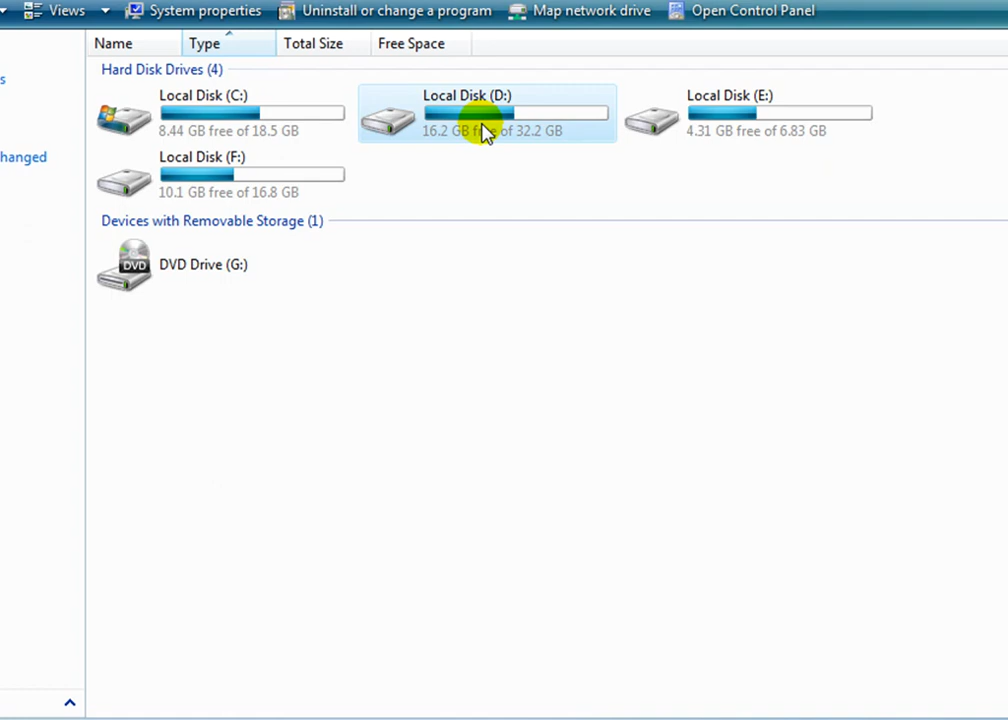 Views System properties Uninstall or change a program Map network drive Open Control Panel
Name Type Total Size Free Space
s
Hard Disk Drives (4)
Local Disk (C:) Local Disk (D:) Local Disk (E:)
8.44 GB free of 18.5 GB 16.2 GB free of 32.2 GB 4.31 GB free of 6.83 GB
hanged
Local Disk (F:)
10.1 GB free of 16.8 GB
Devices with Removable Storage (1)
DVD DVD Drive (G:)